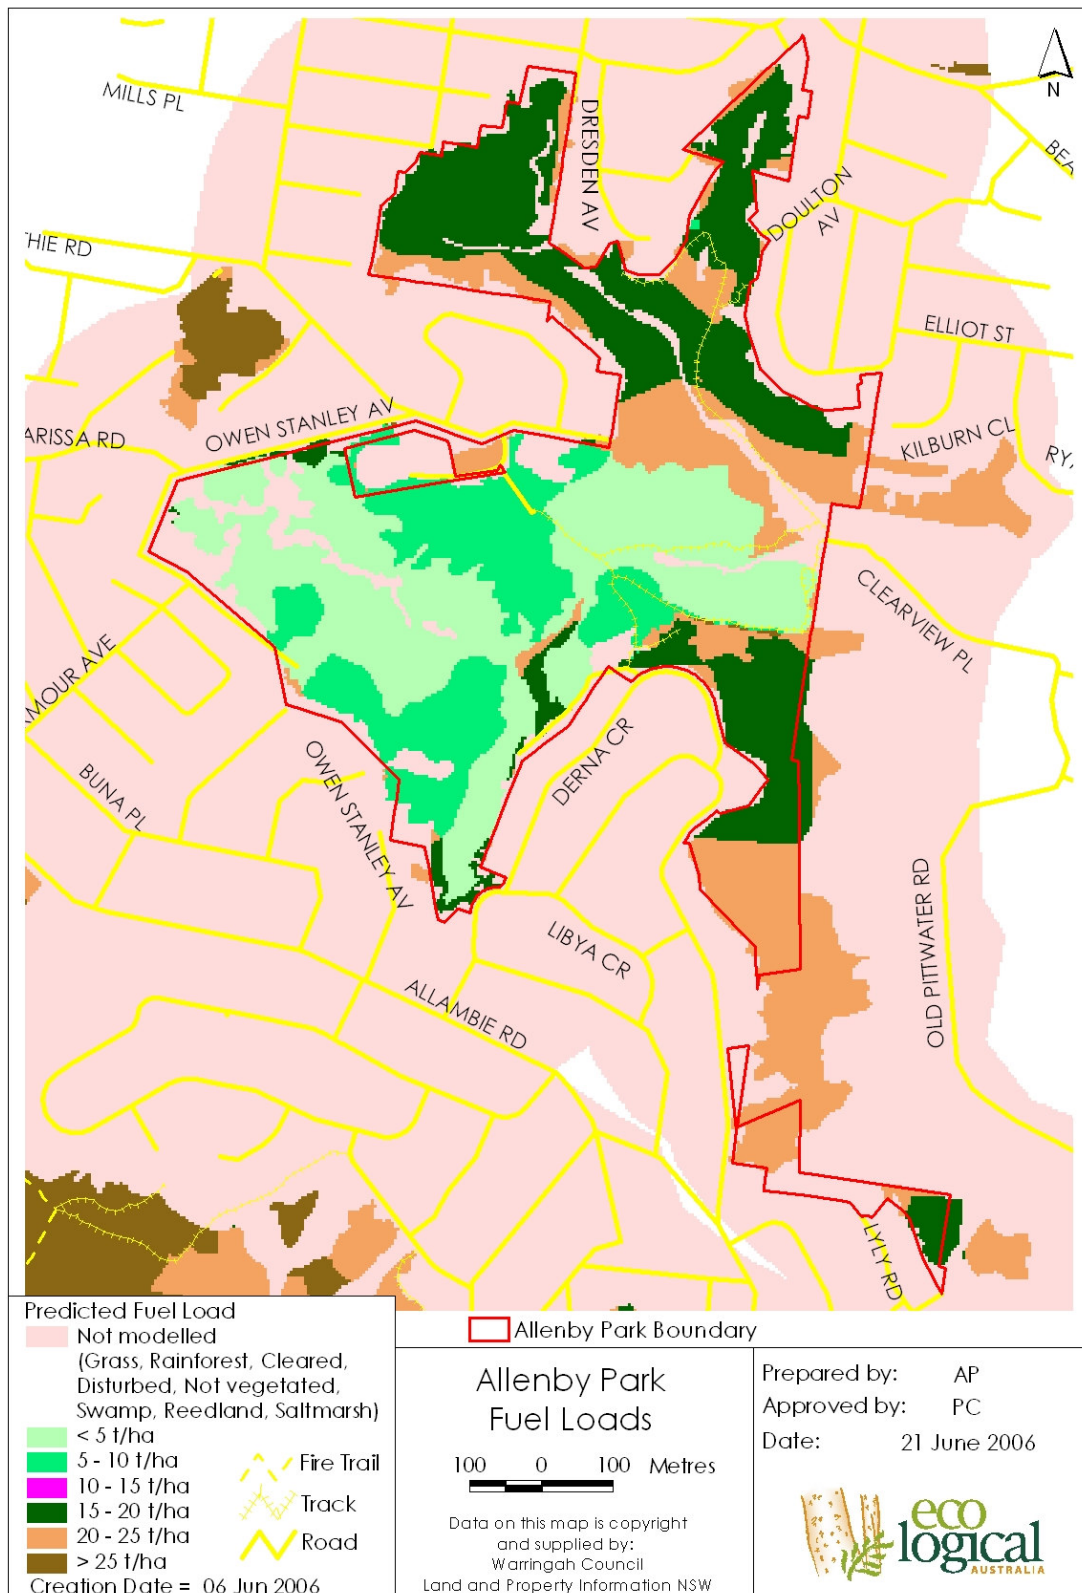 N
MILLS PL
DRESDEN AV
DOULTON
AV
BEA
THIE RD
ELLIOT ST
OWEN STANLEY AV
ARISSA RD
KILBURN CL
RY
CLEARVIEW PL
MOUR AVE
DERNA CR
BUNA PL
OWEN STANLEY AV
OLD PITTWATER RD
LIBYA CR
ALLAMBIE RD
LYLY RD
Predicted Fuel Load
Not modelled
(Grass, Rainforest, Cleared,
Disturbed, Not vegetated,
Swamp, Reedland, Saltmarsh)
< 5 t/ha
5 - 10 t/ha
10 - 15 t/ha
15 - 20 t/ha
20 - 25 t/ha
> 25 t/ha
Fire Trail
Track
Road
Creation Date = 06 Jun 2006
Allenby Park Boundary
Allenby Park
Fuel Loads
100 0 100 Metres
Data on this map is copyright
and supplied by:
Warringah Council
Land and Property Information NSW
Prepared by: AP
Approved by: PC
Date: 21 June 2006
eco
logical
AUSTRALIA